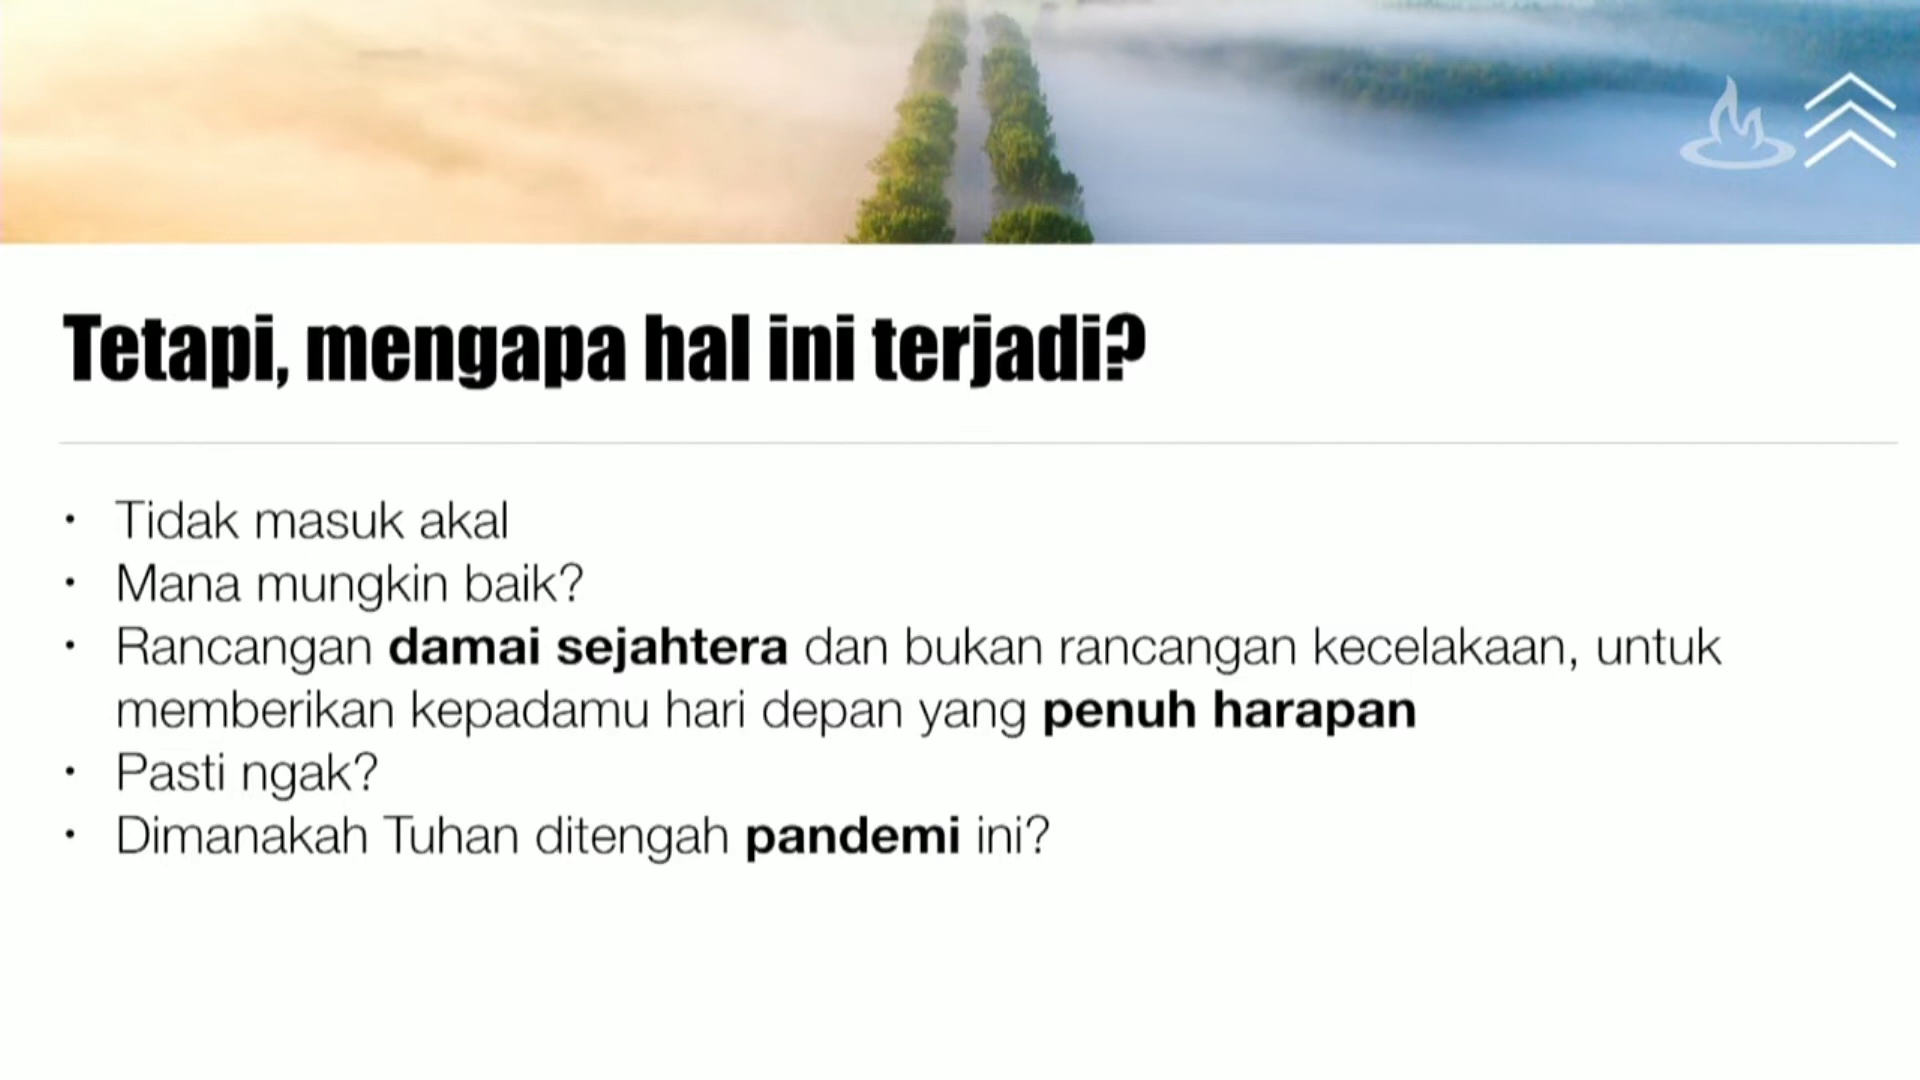 Tetapi, mengapa hal ini terjadi?
• Tidak masuk akal
• Mana mungkin baik?
• Rancangan damai sejahtera dan bukan rancangan kecelakaan, untuk
memberikan kepadamu hari depan yang penuh harapan
• Pasti ngak?
• Dimanakah Tuhan ditengah pandemi ini?